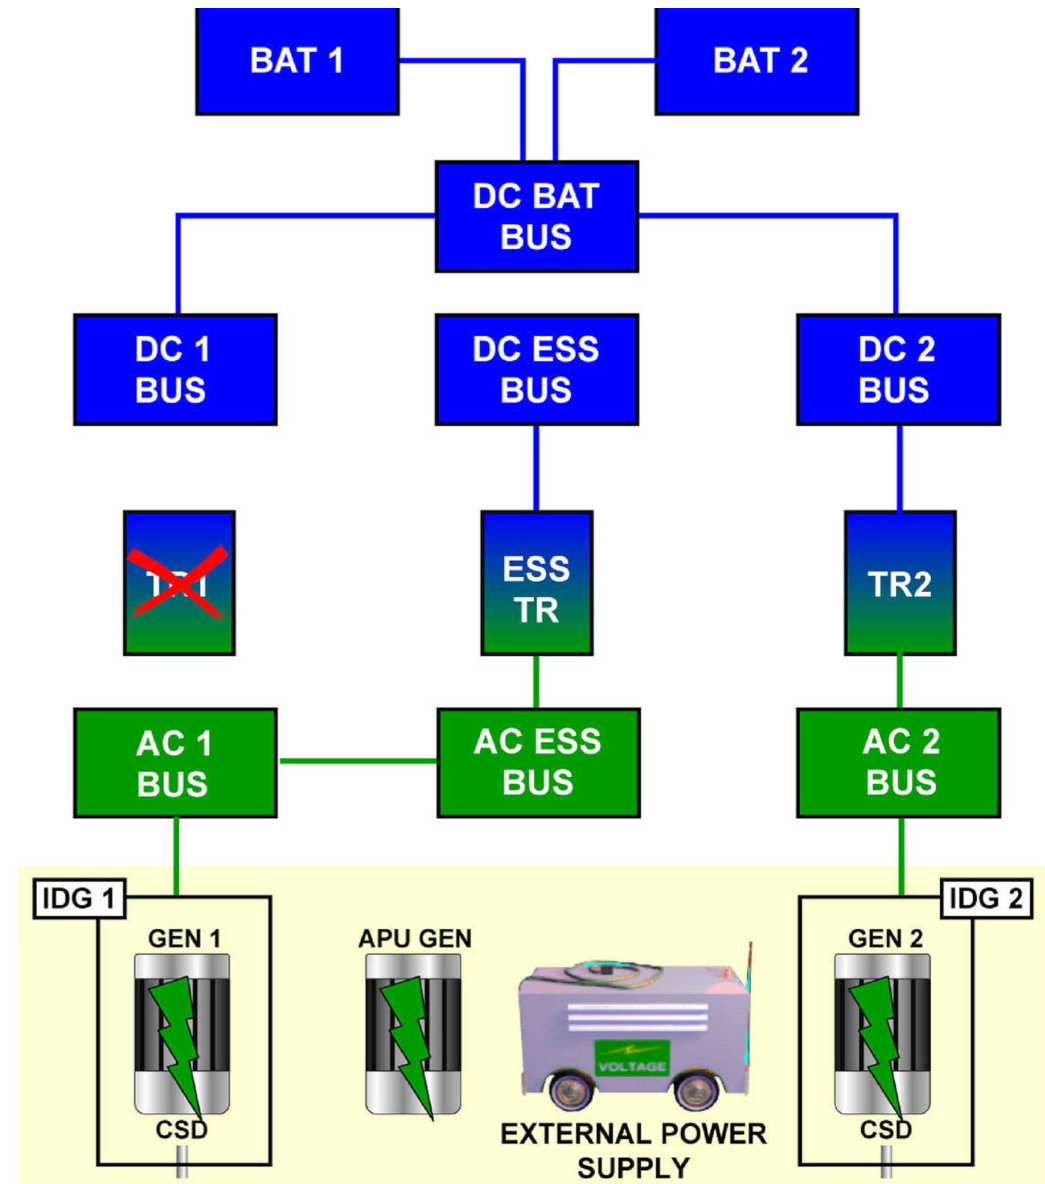 BAT 1
BAT 2
DC BAT
BUS
DC 1
BUS
DC ESS
BUS
DC 2
BUS
TR1
ESS
TR
TR2
AC 1
BUS
AC ESS
BUS
AC 2
BUS
IDG 1
IDG 2
GEN 1
APU GEN
GEN 2
VOLTAGE
CSD
EXTERNAL POWER
SUPPLY
CSD